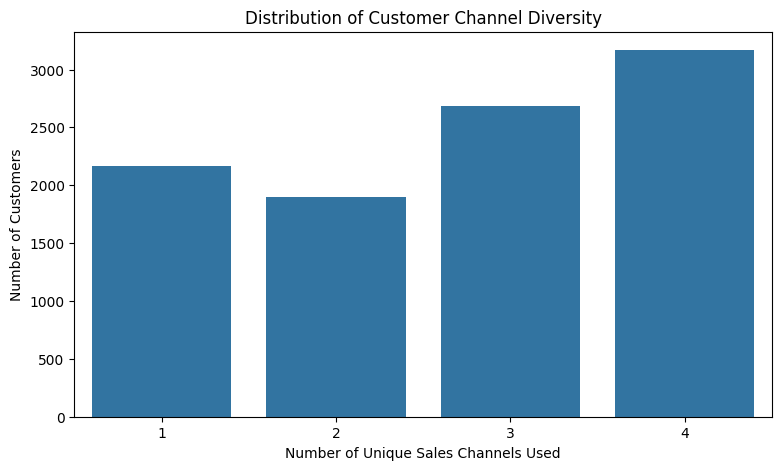 Distribution of Customer Channel Diversity
Number of Customers
3000
2500
2000
1500
1000
500
0
1 2 3 4
Number of Unique Sales Channels Used